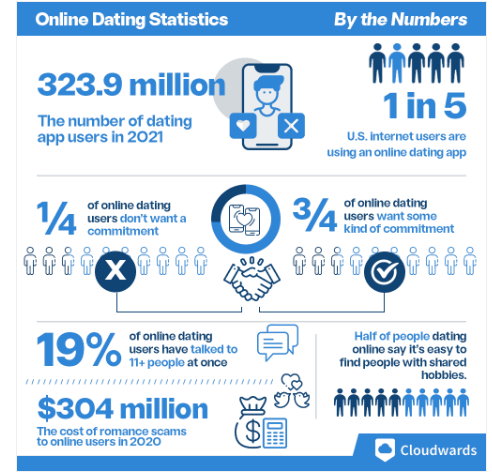 Online Dating Statistics
By the Numbers
323.9 million
The number of dating
app users in 2021
1 in 5
U.S. internet users are
using an online dating app
1/4
of online dating
users don't want a
commitment
3/4
of online dating
users want some
kind of commitment
X
19%
of online dating
users have talked to
11+ people at once
Half of people dating
online say it's easy to
find people with shared
hobbies.
$304 million
The cost of romance scams
to online users in 2020
$
Cloudwards